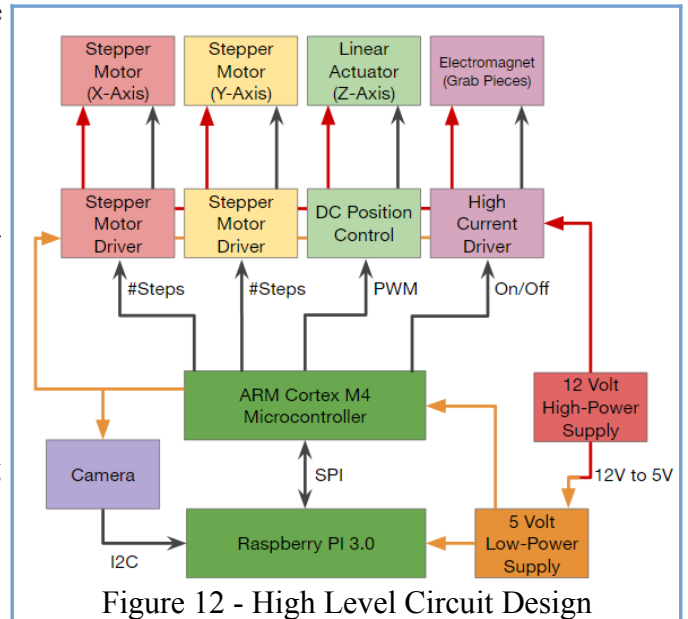 e
Stepper
Motor
(X-Axis)
Stepper
Motor
(Y-Axis)
Linear
Actuator
(Z-Axis)
Electromagnet
(Grab Pieces)
Stepper
Motor
Driver
Stepper
Motor
Driver
DC Position
Control
High
Current
Driver
#Steps
#Steps
PWM
On/Off
ARM Cortex M4
Microcontroller
12 Volt
High-Power
Supply
Camera
SPI
12V to 5V
I2C
Raspberry PI 3.0
5 Volt
Low-Power
Supply
Figure 12 - High Level Circuit Design